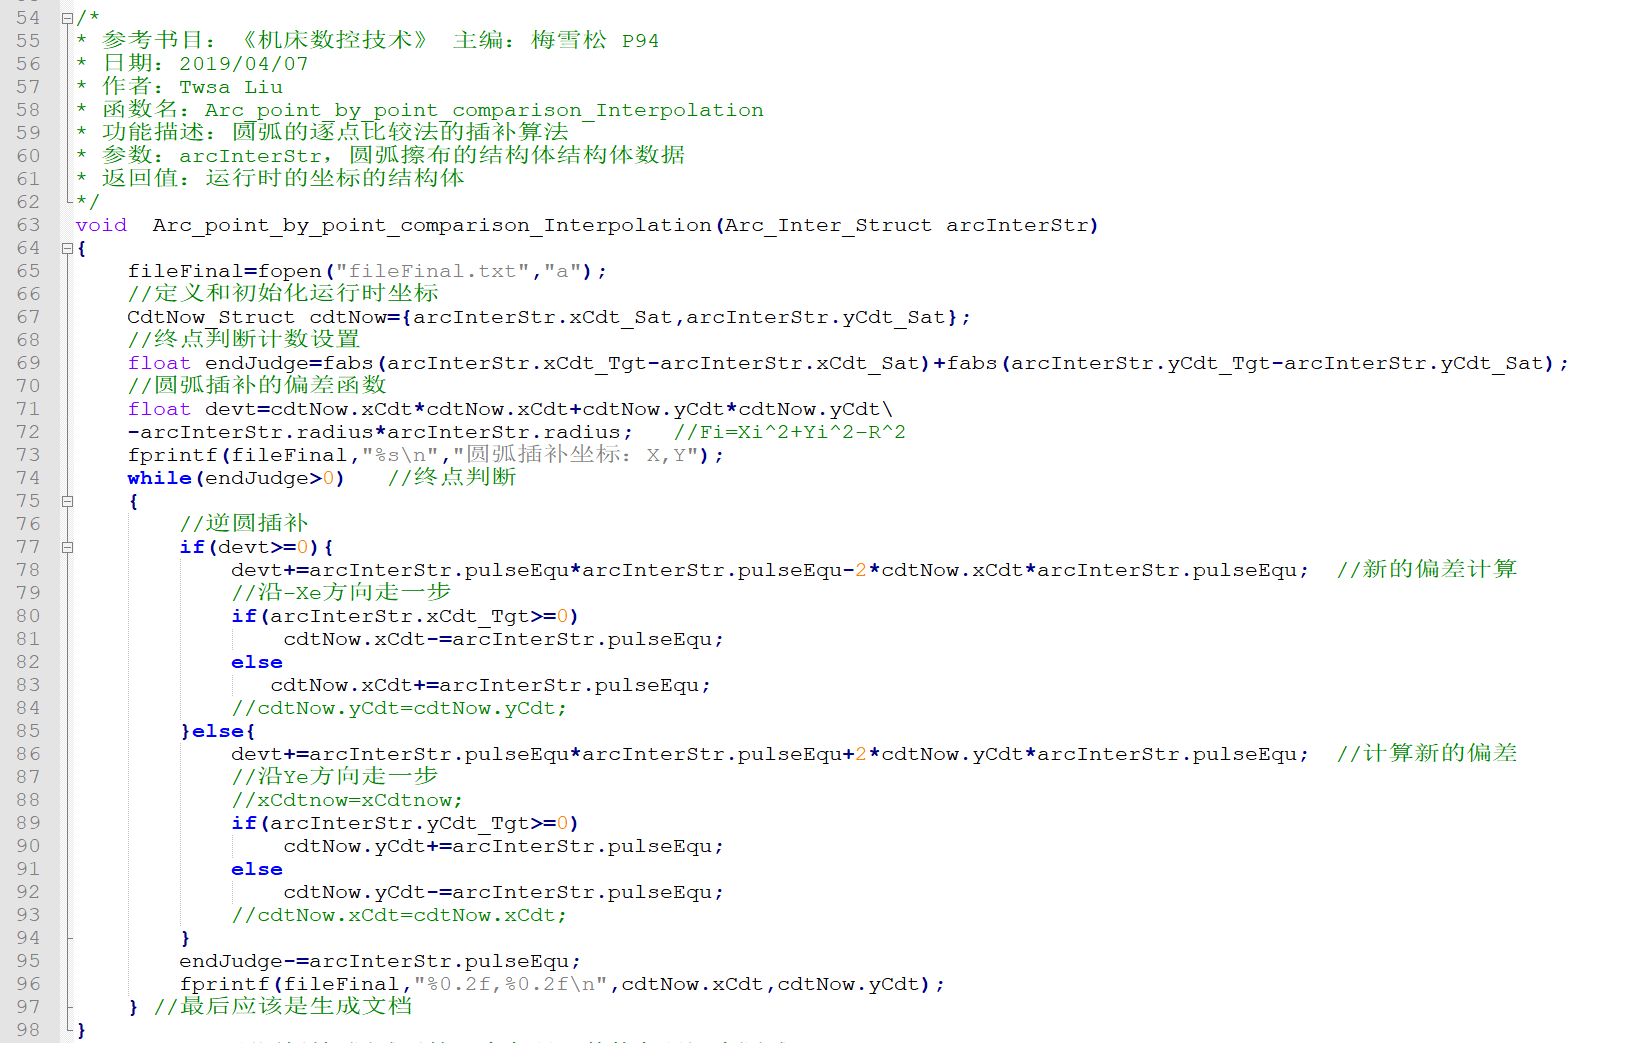 54 /*
55 * 参考书目：《机床数控技术》 主编：梅雪松 P94
56 * 日期：2019/04/07
57 * 作者：Twsa Liu
58 * 函数名：Arc_point_by_point_comparison_Interpolation
59 * 功能描述：圆弧的逐点比较法的插补算法
60 * 参数：arcInterStr，圆弧擦布的结构体结构体数据
61 * 返回值：运行时的坐标的结构体
62 */
63 void  Arc_point_by_point_comparison_Interpolation(Arc_Inter_Struct arcInterStr)
64 {
65     fileFinal=fopen("fileFinal.txt","a");
66     //定义和初始化运行时坐标
67     CdtNow_Struct cdtNow={arcInterStr.xCdt_Sat,arcInterStr.yCdt_Sat};
68     //终点判断计数设置
69     float endJudge=fabs(arcInterStr.xCdt_Tgt-arcInterStr.xCdt_Sat)+fabs(arcInterStr.yCdt_Tgt-arcInterStr.yCdt_Sat);
70     //圆弧插补的偏差函数
71     float devt=cdtNow.xCdt*cdtNow.xCdt+cdtNow.yCdt*cdtNow.yCdt\
72     -arcInterStr.radius*arcInterStr.radius;   //Fi=Xi^2+Yi^2-R^2
73     fprintf(fileFinal,"%s\n","圆弧插补坐标：X,Y");
74     while(endJudge>0)   //终点判断
75     {
76         //逆圆插补
77         if(devt>=0){
78             devt+=arcInterStr.pulseEqu*arcInterStr.pulseEqu-2*cdtNow.xCdt*arcInterStr.pulseEqu;  //新的偏差计算
79             //沿-Xe方向走一步
80             if(arcInterStr.xCdt_Tgt>=0)
81                 cdtNow.xCdt-=arcInterStr.pulseEqu;
82             else
83                cdtNow.xCdt+=arcInterStr.pulseEqu;
84             //cdtNow.yCdt=cdtNow.yCdt;
85         }else{
86             devt+=arcInterStr.pulseEqu*arcInterStr.pulseEqu+2*cdtNow.yCdt*arcInterStr.pulseEqu;  //计算新的偏差
87             //沿Ye方向走一步
88             //xCdtnow=xCdtnow;
89             if(arcInterStr.yCdt_Tgt>=0)
90                 cdtNow.yCdt+=arcInterStr.pulseEqu;
91             else
92                 cdtNow.yCdt-=arcInterStr.pulseEqu;
93             //cdtNow.xCdt=cdtNow.xCdt;
94         }
95         endJudge-=arcInterStr.pulseEqu;
96         fprintf(fileFinal,"%0.2f,%0.2f\n",cdtNow.xCdt,cdtNow.yCdt);
97     } //最后应该是生成文档
98 }